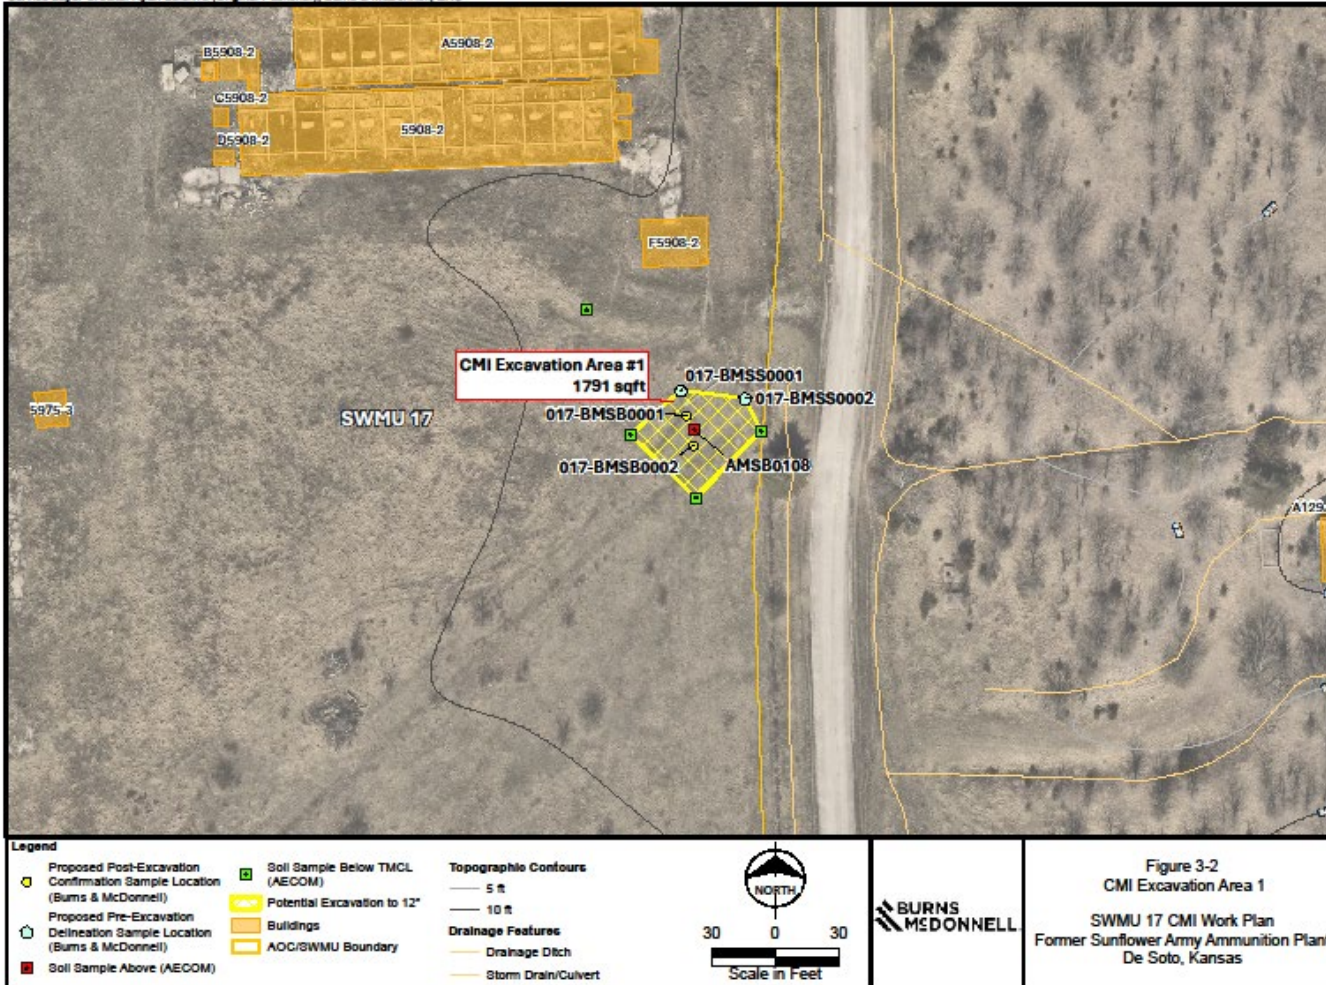 B5908-2
A5908-2
C5908-2
D5908-2
5908-2
F5908-2
CMI Excavation Area #1
1791 sqft
017-BMSS0001
017-BMSS0002
017-BMSB0001
5975-3
SWMU 17
017-BMSB0002
AMSB0108
Legend
Proposed Post-Excavation
Confirmation Sample Location
(Burns & McDonnell)
Proposed Pre-Excavation
Delineation Sample Location
(Burns & McDonnell)
Soil Sample Above (AECOM)
Soil Sample Below TMCL
(AECOM)
Potential Excavation to 12"
Buildings
AOC/SWMU Boundary
Topographic Contours
5 ft
10 ft
Drainage Features
Drainage Ditch
Storm Drain/Culvert
NORTH
30 0 30
Scale in Feet
BURNS
MCDONNELL
Figure 3-2
CMI Excavation Area 1
SWMU 17 CMI Work Plan
Former Sunflower Army Ammunition Plant
De Soto, Kansas